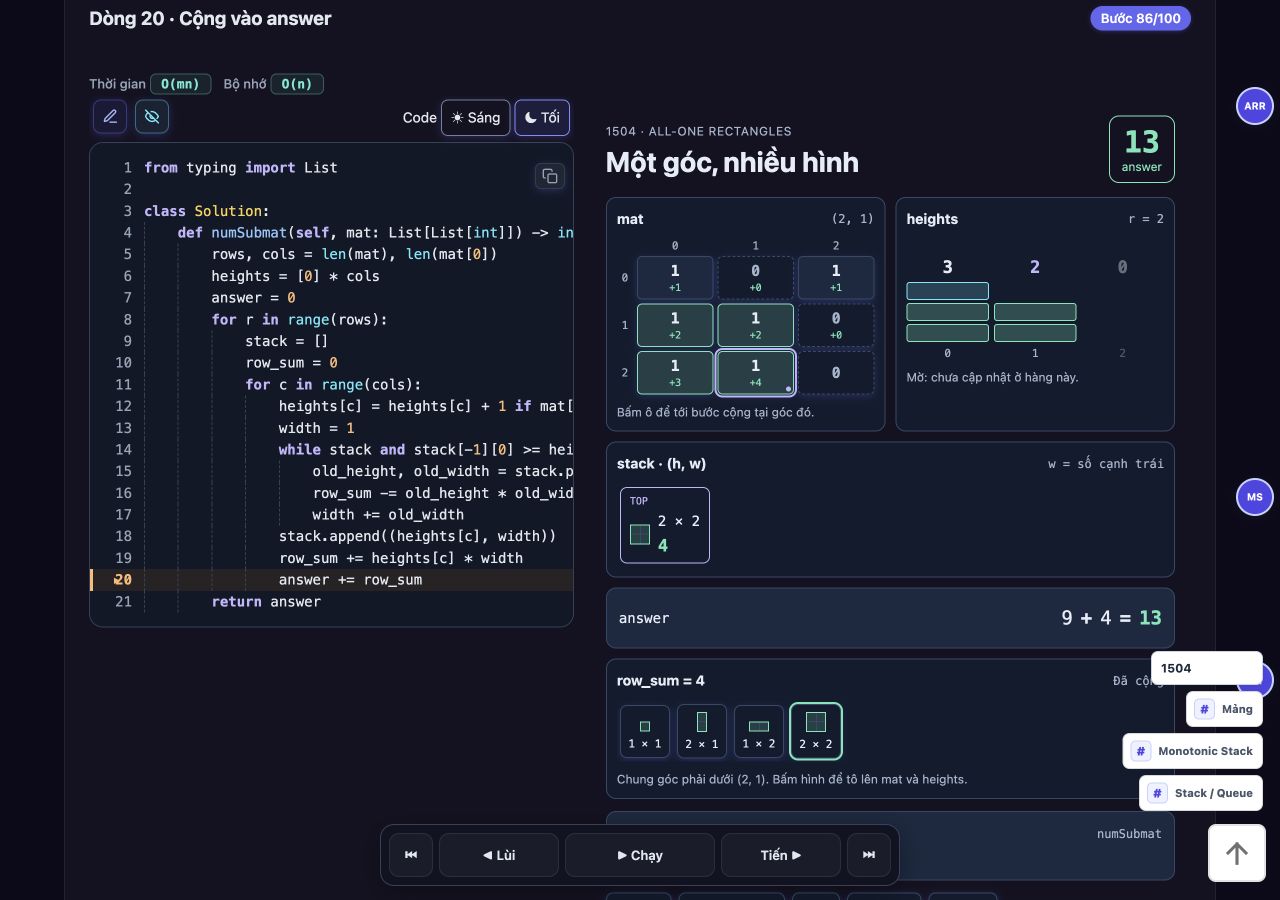 Dòng 20 · Cộng vào answer
Bước 86/100
Thời gian O(mn) Bộ nhớ O(n)
Code Sáng Tối
1 from typing import List
2
3 class Solution:
4 def numSubmat(self, mat: List[List[int]]) -> in
5 rows, cols = len(mat), len(mat[0])
6 heights = [0] * cols
7 answer = 0
8 for r in range(rows):
9 stack = []
10 row_sum = 0
11 for c in range(cols):
12 heights[c] = heights[c] + 1 if mat[
13 width = 1
14 while stack and stack[-1][0] >= hei
15 old_height, old_width = stack.p
16 row_sum -= old_height * old_wid
17 width += old_width
18 stack.append((heights[c], width))
19 row_sum += heights[c] * width
20 answer += row_sum
21 return answer
1504 · ALL-ONE RECTANGLES
Một góc, nhiều hình
13
answer
mat (2, 1)
0 1 2
0 1 0 1
+1 +0 +1
1 1 1 0
+2 +2 +0
2 1 1 0
+3 +4
Bấm ô để tới bước cộng tại góc đó.
heights r = 2
3 2 0
0 1 2
Mờ: chưa cập nhật ở hàng này.
stack · (h, w) w = số cạnh trái
TOP
2 × 2
4
answer 9 + 4 = 13
row_sum = 4 Đã cộng
1 × 1 2 × 1 1 × 2 2 × 2
Chung góc phải dưới (2, 1). Bấm hình để tô lên mat và heights.
numSubmat
Lùi Chạy Tiến
ARR
MS
1504
# Mảng
# Monotonic Stack
# Stack / Queue